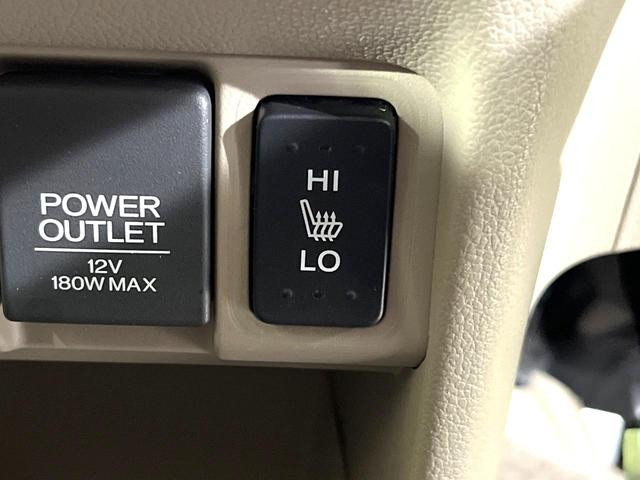 POWER
OUTLET
12V
180W MAX
HI
LO